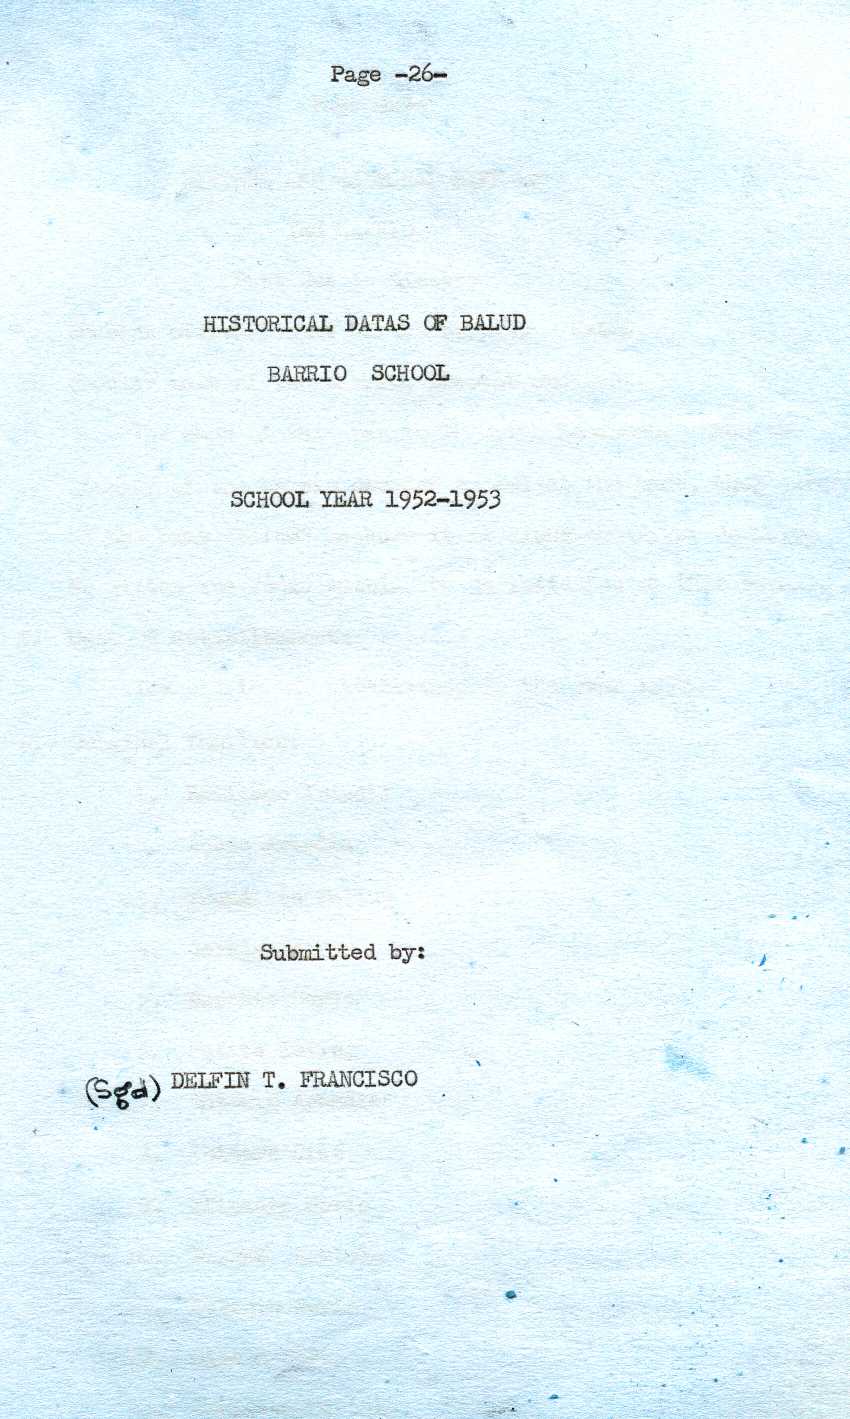 Page -26-
HISTORICAL DATAS OF BALUD
BARRIO SCHOOL
SCHOOL YEAR 1952-1953
Submitted by:
(Sgd) DELFIN T. FRANCISCO